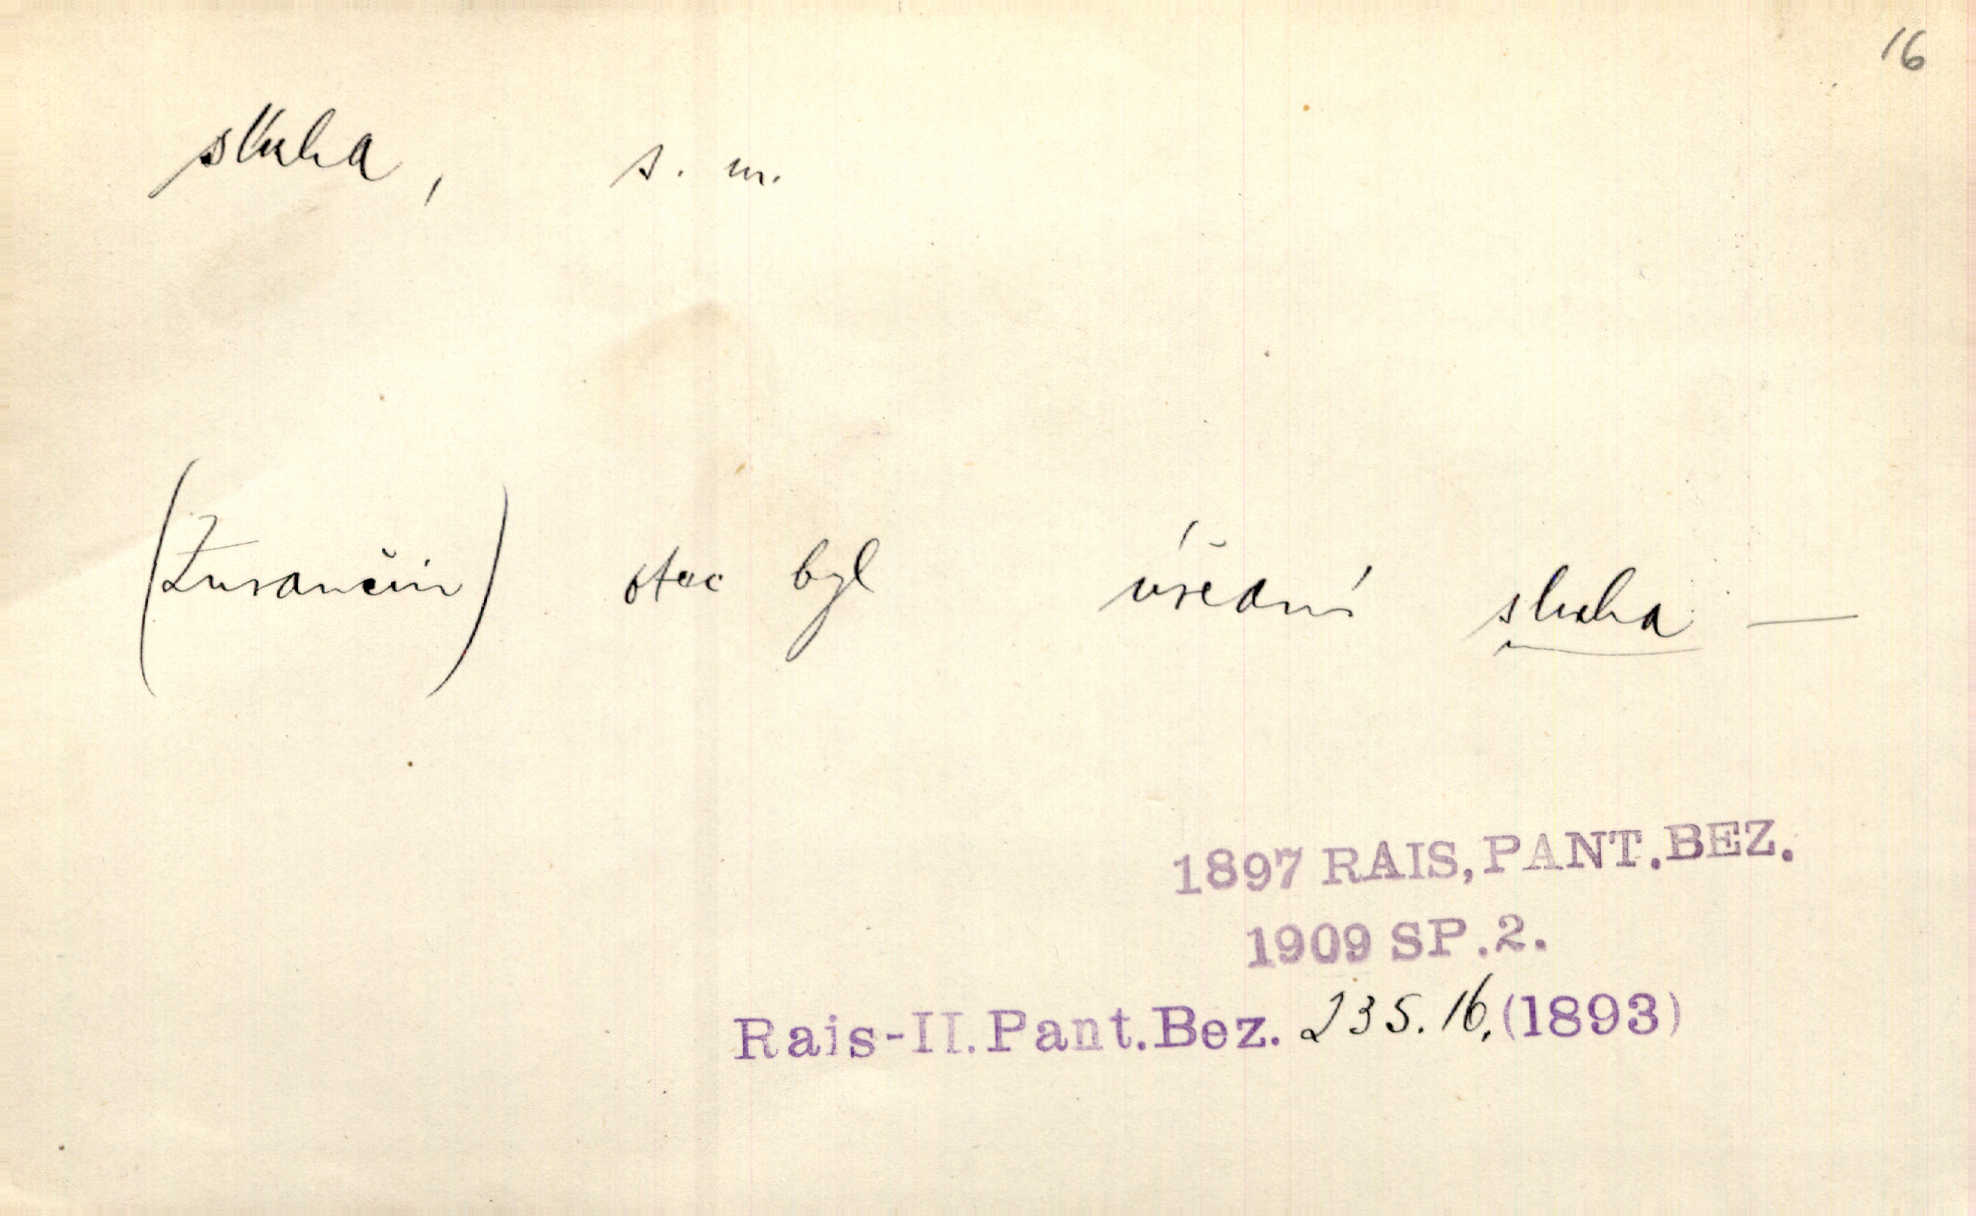 16
sluha, s. m.
(Zuvančin) otec byl úřední sluha —
1897 RAIS, PANT. BEZ.
1909 SP. 2.
Rais-II. Pant. Bez. 235. 16. (1893)